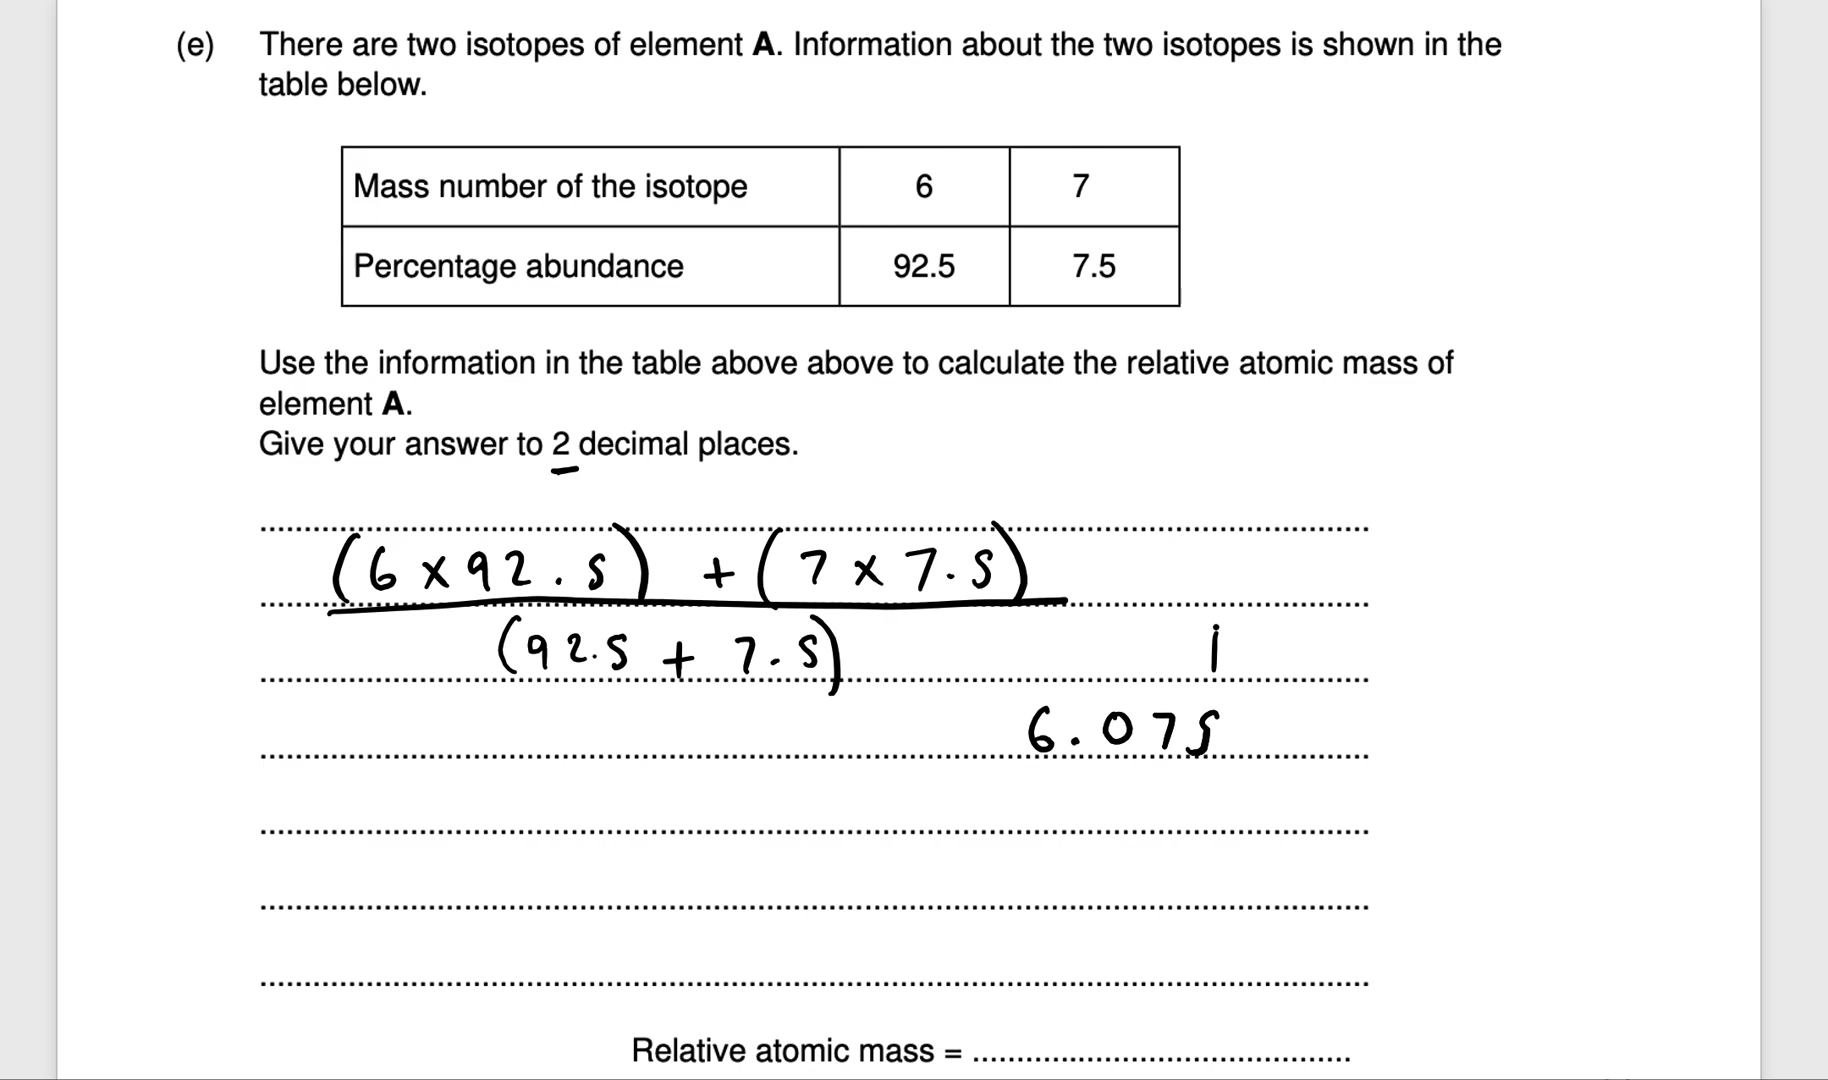 (e) There are two isotopes of element A. Information about the two isotopes is shown in the
table below.
Mass number of the isotope 6 7
Percentage abundance 92.5 7.5
Use the information in the table above above to calculate the relative atomic mass of
element A.
Give your answer to 2 decimal places.
(6 x 92.5) + (7 x 7.5)
(92.5 + 7.5)
6.075
Relative atomic mass = ............................................